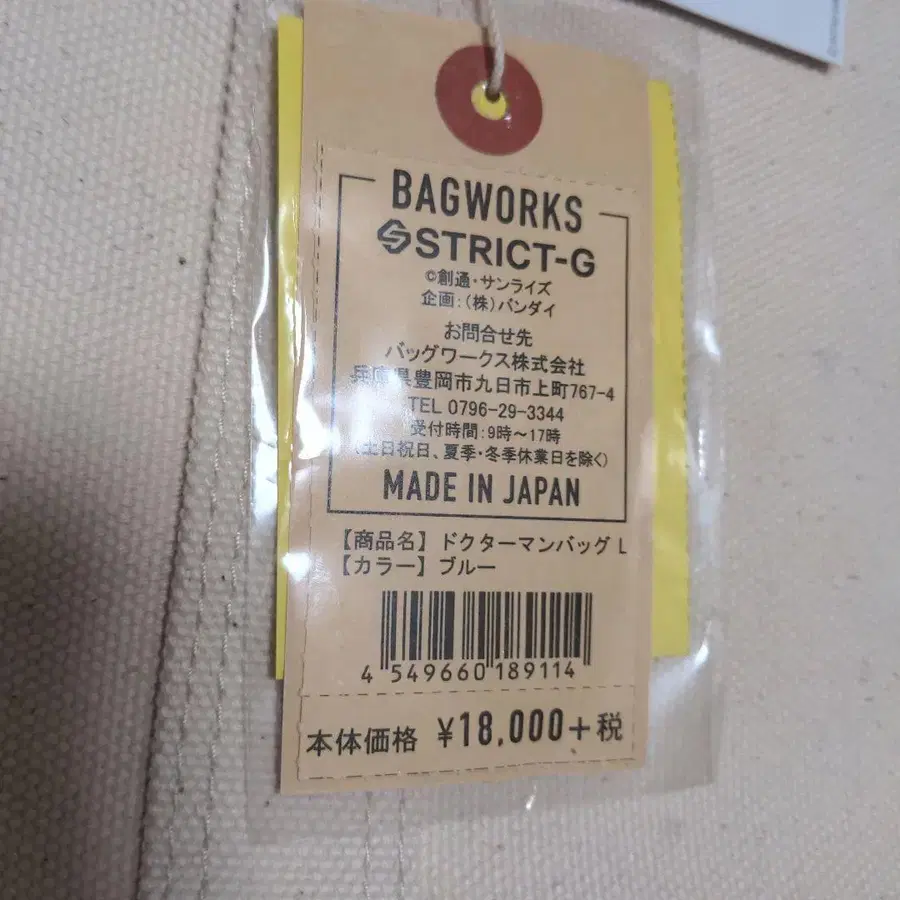 BAGWORKS
STRICT-G
©創通・サンライズ
企画:(株)バンダイ
お問合せ先
バッグワークス株式会社
兵庫県豊岡市九日市上町767-4
TEL 0796-29-3344
受付時間:9時～17時
(土日祝日、夏季・冬季休業日を除く)
MADE IN JAPAN
【商品名】ドクターマンバッグ L
【カラー】ブルー
4 549660 189114
本体価格 ¥18,000+税